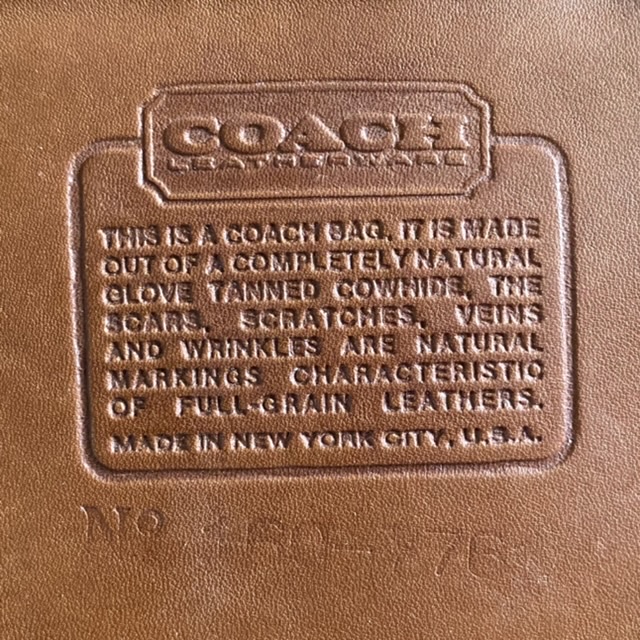 COACH
LEATHERWARE
THIS IS A COACH BAG. IT IS MADE
OUT OF A COMPLETELY NATURAL
GLOVE TANNED COWHIDE, THE
SCARS, SCRATCHES, VEINS
AND WRINKLES ARE NATURAL
MARKINGS CHARACTERISTIC
OF FULL-GRAIN LEATHERS.
MADE IN NEW YORK CITY, U.S.A.
No